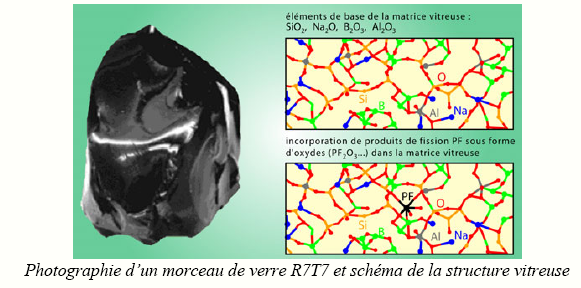 éléments de base de la matrice vitreuse :
SiO₂, Na₂O, B₂O₃, Al₂O₃
O
Si
B
Al
Na
incorporation de produits de fission PF sous forme
d'oxydes (PF₂O₃...) dans la matrice vitreuse
PF
O
Si
B
Al
Na
Photographie d'un morceau de verre R7T7 et schéma de la structure vitreuse